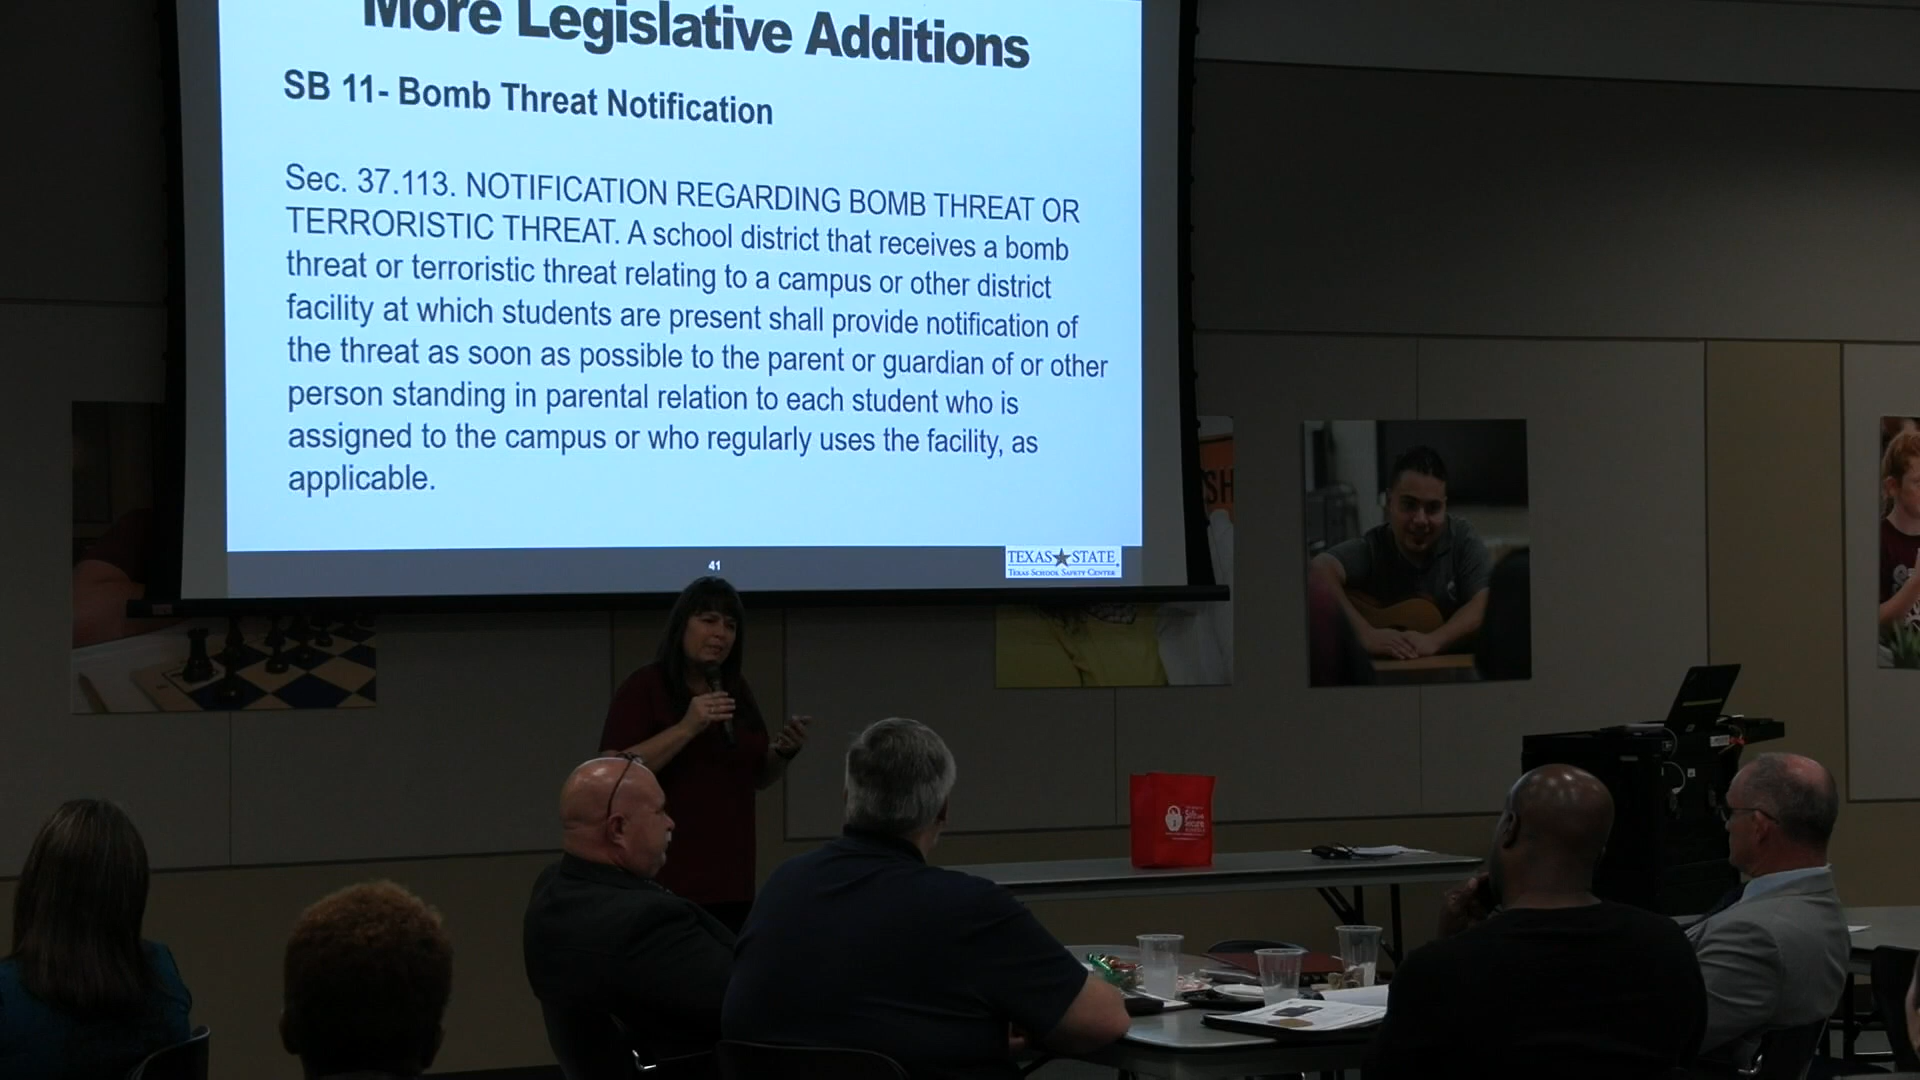 More Legislative Additions
SB 11- Bomb Threat Notification
Sec. 37.113. NOTIFICATION REGARDING BOMB THREAT OR
TERRORISTIC THREAT. A school district that receives a bomb
threat or terroristic threat relating to a campus or other district
facility at which students are present shall provide notification of
the threat as soon as possible to the parent or guardian of or other
person standing in parental relation to each student who is
assigned to the campus or who regularly uses the facility, as
applicable.
41
TEXAS STATE
TEXAS SCHOOL SAFETY CENTER
SH
Safe and
Secure